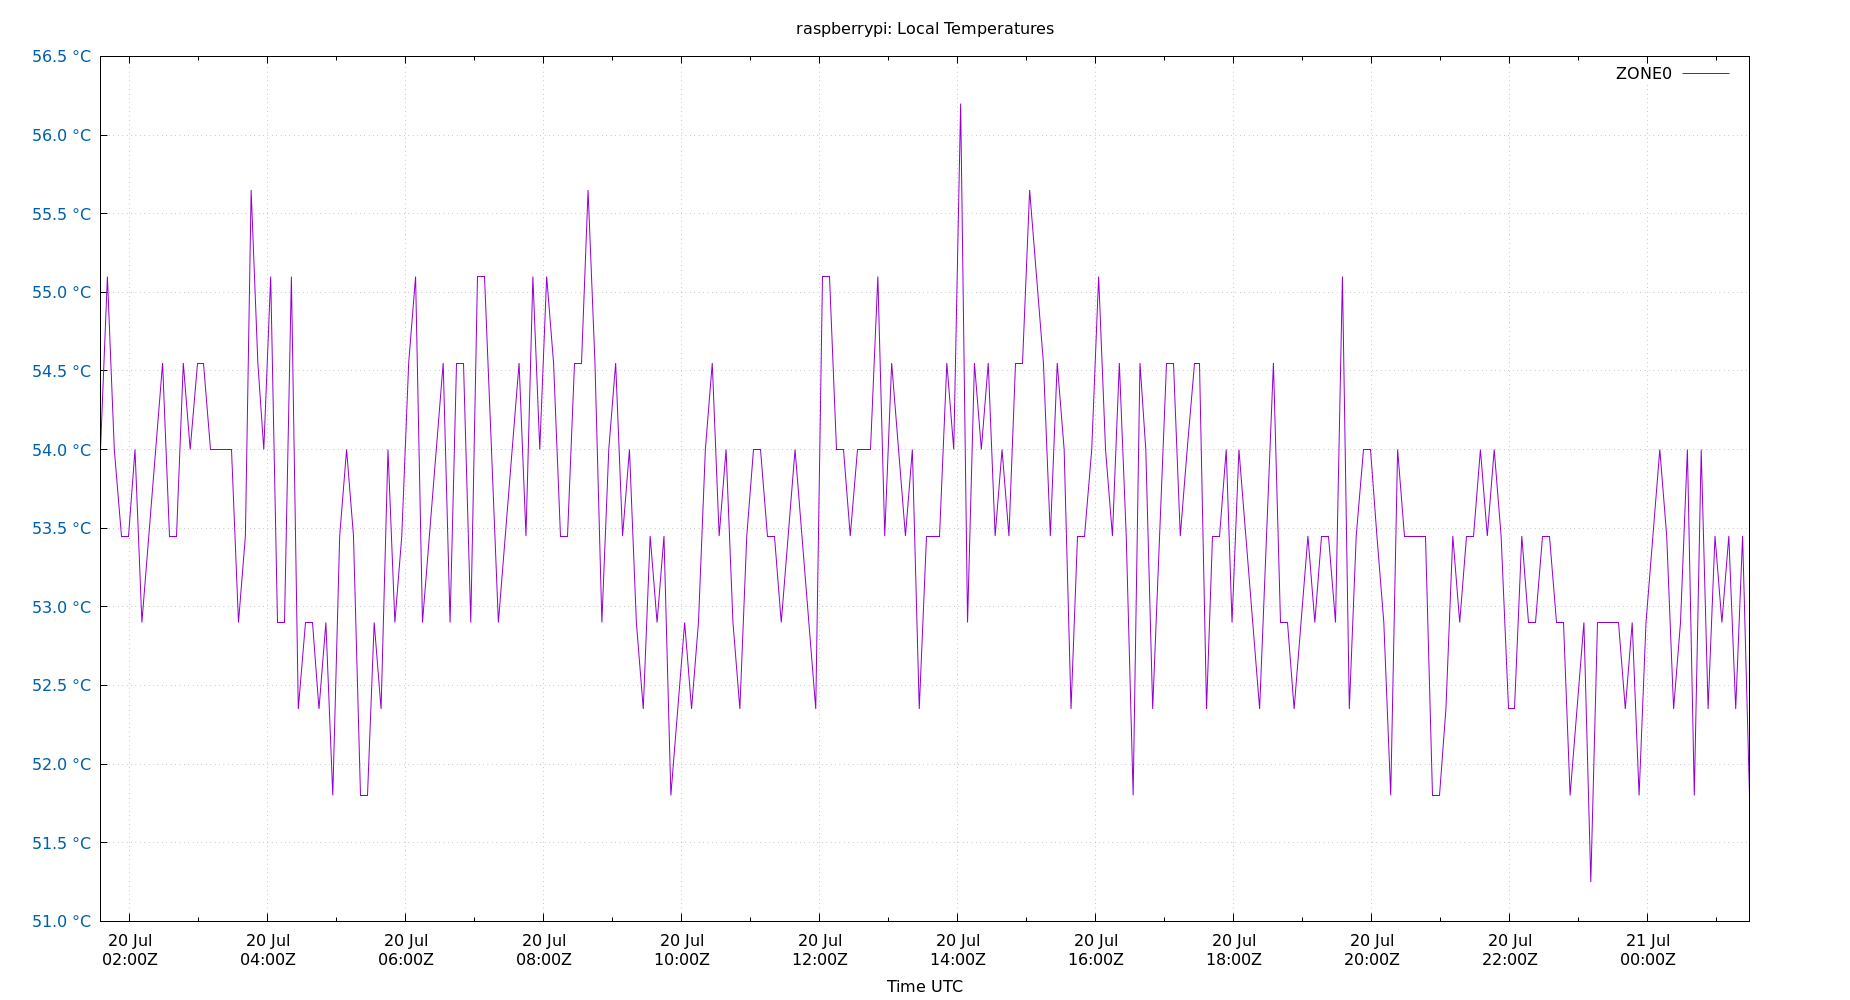 raspberrypi: Local Temperatures
ZONE0
56.5 °C
56.0 °C
55.5 °C
55.0 °C
54.5 °C
54.0 °C
53.5 °C
53.0 °C
52.5 °C
52.0 °C
51.5 °C
51.0 °C
20 Jul 20 Jul 20 Jul 20 Jul 20 Jul 20 Jul 20 Jul 20 Jul 20 Jul 20 Jul 20 Jul 21 Jul
02:00Z 04:00Z 06:00Z 08:00Z 10:00Z 12:00Z 14:00Z 16:00Z 18:00Z 20:00Z 22:00Z 00:00Z
Time UTC